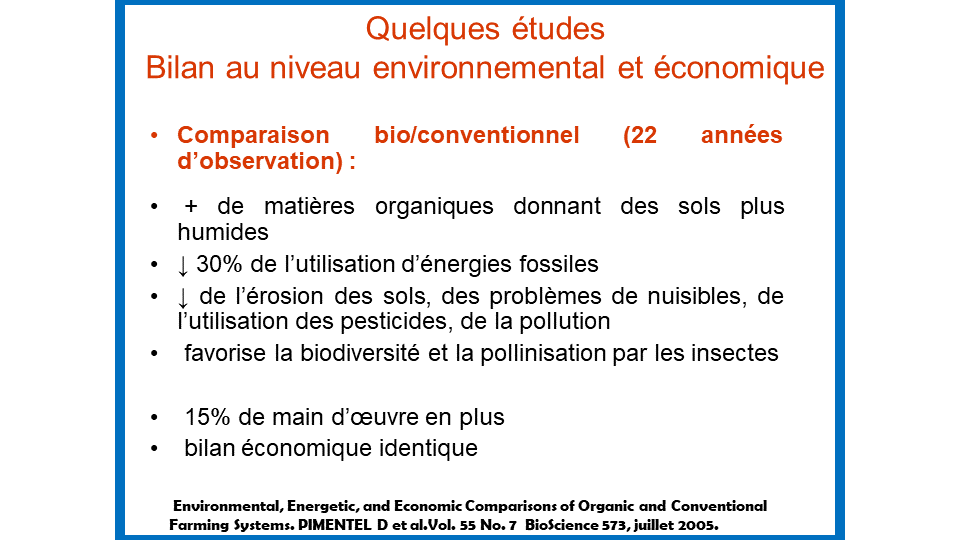 Quelques études
Bilan au niveau environnemental et économique
• Comparaison bio/conventionnel (22 années
d’observation) :
• + de matières organiques donnant des sols plus
humides
• ↓ 30% de l’utilisation d’énergies fossiles
• ↓ de l’érosion des sols, des problèmes de nuisibles, de
l’utilisation des pesticides, de la pollution
• favorise la biodiversité et la pollinisation par les insectes
• 15% de main d’œuvre en plus
• bilan économique identique
Environmental, Energetic, and Economic Comparisons of Organic and Conventional
Farming Systems. PIMENTEL D et al.Vol. 55 No. 7 BioScience 573, juillet 2005.